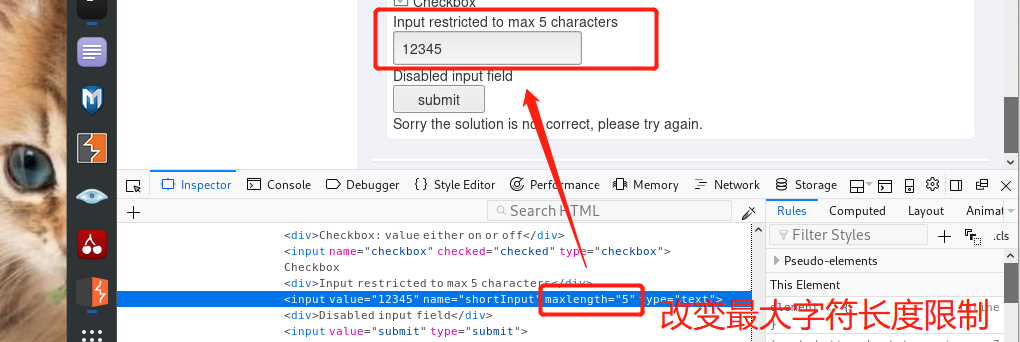 Checkbox
Input restricted to max 5 characters
12345
Disabled input field
submit
Sorry the solution is not correct, please try again.
Inspector Console Debugger Style Editor Performance Memory Network Storage
Search HTML
Rules Computed Layout Animat
Filter Styles .cls
Pseudo-elements
This Element
<div>Checkbox: value either on or off</div>
<input name="checkbox" checked="checked" type="checkbox">
Checkbox
<div>Input restricted to max 5 characters</div>
<input value="12345" name="shortInput" maxlength="5" type="text">
<div>Disabled input field</div>
<input value="submit" type="submit">
改变最大字符长度限制
}